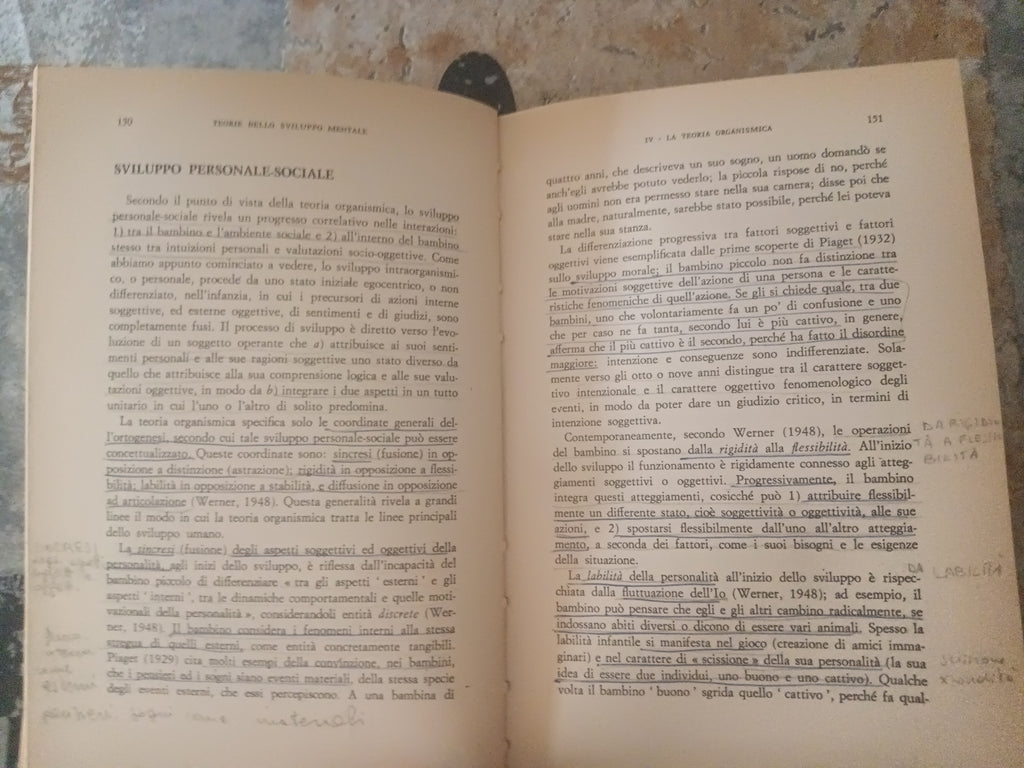 150
TEORIE DELLO SVILUPPO MENTALE
SVILUPPO PERSONALE-SOCIALE
Secondo il punto di vista della teoria organismica, lo sviluppo
personale-sociale rivela un progresso correlativo nelle interazioni:
1) tra il bambino e l'ambiente sociale e 2) all'interno del bambino
stesso tra intuizioni personali e valutazioni socio-oggettive. Come
abbiamo appunto cominciato a vedere, lo sviluppo intraorganismi-
co, o personale, procede da uno stato iniziale egocentrico, o non
differenziato, nell'infanzia, in cui i precursori di azioni interne
soggettive, ed esterne oggettive, di sentimenti e di giudizi, sono
completamente fusi. Il processo di sviluppo è diretto verso l'evo-
luzione di un soggetto operante che a) attribuisce ai suoi senti-
menti personali e alle sue ragioni soggettive uno stato diverso da
quello che attribuisce alla sua comprensione logica e alle sue valu-
tazioni oggettive, in modo da b) integrare i due aspetti in un tutto
unitario in cui l'uno o l'altro di solito predomina.
La teoria organismica specifica solo le coordinate generali del-
l'ortogenesi, secondo cui tale sviluppo personale-sociale può essere
concettualizzato. Queste coordinate sono: sincresi (fusione) in op-
posizione a distinzione (astrazione); rigidità in opposizione a flessi-
bilità; labilità in opposizione a stabilità, e diffusione in opposizione
ad articolazione (Werner, 1948). Questa generalità rivela a grandi
linee il modo in cui la teoria organismica tratta le linee principali
dello sviluppo umano.
La sincresi (fusione) degli aspetti soggettivi ed oggettivi della
personalità, agli inizi dello sviluppo, è riflessa dall'incapacità del
bambino piccolo di differenziare « tra gli aspetti ' esterni ' e gli
aspetti ' interni ', tra le dinamiche comportamentali e quelle moti-
vazionali della personalità », considerandoli entità discrete (Wer-
ner, 1948). Il bambino considera i fenomeni interni alla stessa
stregua di quelli esterni, come entità concretamente tangibili.
Piaget (1929) cita molti esempi della convinzione, nei bambini,
che i pensieri ed i sogni siano eventi materiali, della stessa specie
degli eventi esterni, che essi percepiscono. A una bambina di
materiali
151
IV - LA TEORIA ORGANISMICA
quattro anni, che descriveva un suo sogno, un uomo domandò se
anch'egli avrebbe potuto vederlo; la piccola rispose di no, perché
agli uomini non era permesso stare nella sua camera; disse poi che
alla madre, naturalmente, sarebbe stato possibile, perché lei poteva
stare nella sua stanza.
La differenziazione progressiva tra fattori soggettivi e fattori
oggettivi viene esemplificata dalle prime scoperte di Piaget (1932)
sullo sviluppo morale; il bambino piccolo non fa distinzione tra
le motivazioni soggettive dell'azione di una persona e le caratte-
ristiche fenomeniche di quell'azione. Se gli si chiede quale, tra due
bambini, uno che volontariamente fa un po' di confusione e uno
che per caso ne fa tanta, secondo lui è più cattivo, in genere,
afferma che il più cattivo è il secondo, perché ha fatto il disordine
maggiore: intenzione e conseguenze sono indifferenziate. Sola-
mente verso gli otto o nove anni distingue tra il carattere sogget-
tivo intenzionale e il carattere oggettivo fenomenologico degli
eventi, in modo da poter dare un giudizio critico, in termini di
intenzione soggettiva.
Contemporaneamente, secondo Werner (1948), le operazioni
del bambino si spostano dalla rigidità alla flessibilità. All'inizio
dello sviluppo il funzionamento è rigidamente connesso agli atteg-
giamenti soggettivi o oggettivi. Progressivamente, il bambino
integra questi atteggiamenti, cosicché può 1) attribuire flessibil-
mente un differente stato, cioè soggettività o oggettività, alle sue
azioni, e 2) spostarsi flessibilmente dall'uno all'altro atteggia-
mento, a seconda dei fattori, come i suoi bisogni e le esigenze
della situazione.
La labilità della personalità all'inizio dello sviluppo è rispec-
chiata dalla fluttuazione dell'Io (Werner, 1948); ad esempio, il
bambino può pensare che egli e gli altri cambino radicalmente, se
indossano abiti diversi o dicono di essere vari animali. Spesso la
labilità infantile si manifesta nel gioco (creazione di amici imma-
ginari) e nel carattere di « scissione » della sua personalità (la sua
idea di essere due individui, uno buono e uno cattivo). Qualche
volta il bambino ' buono ' sgrida quello ' cattivo ', perché fa qual-
DA RIGIDI
TÀ A FLESSI
BILITÀ
DA LABILITÀ
scissione